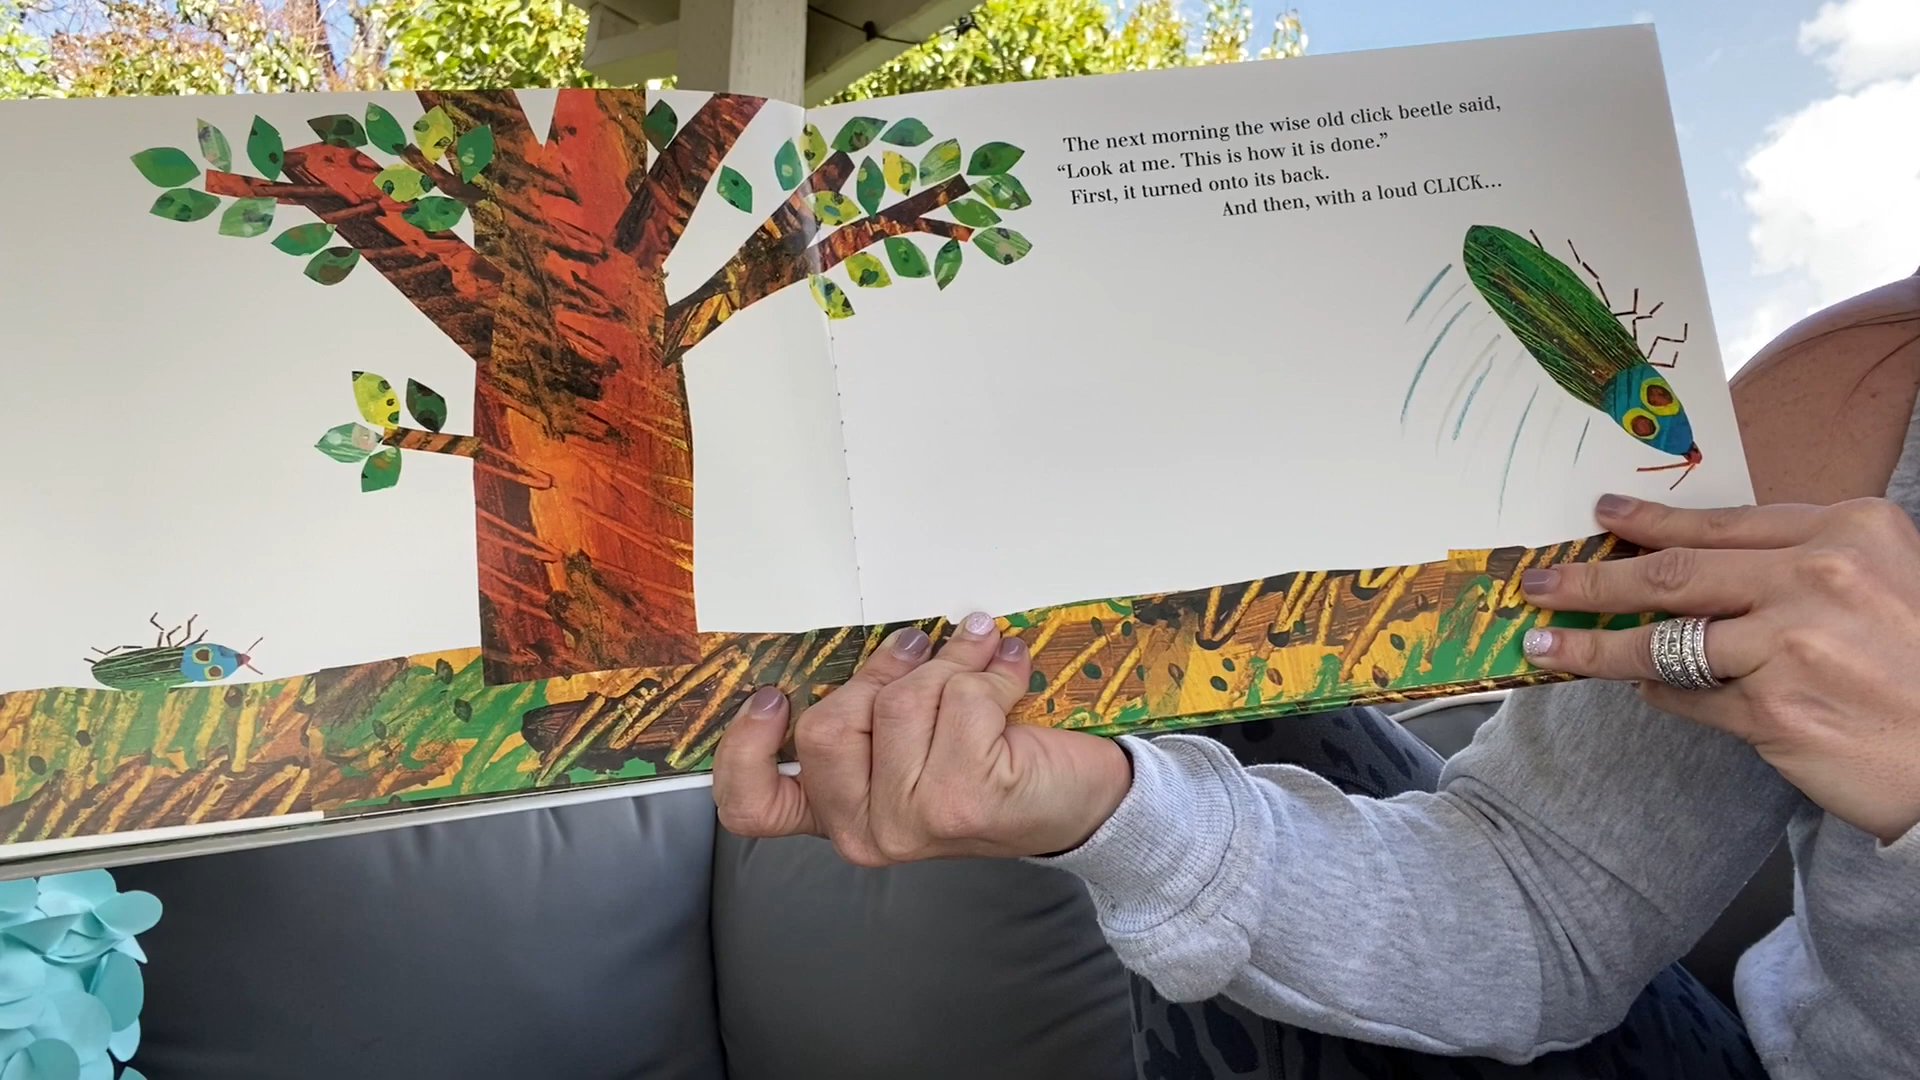 The next morning the wise old click beetle said,
“Look at me. This is how it is done.”
First, it turned onto its back.
And then, with a loud CLICK...